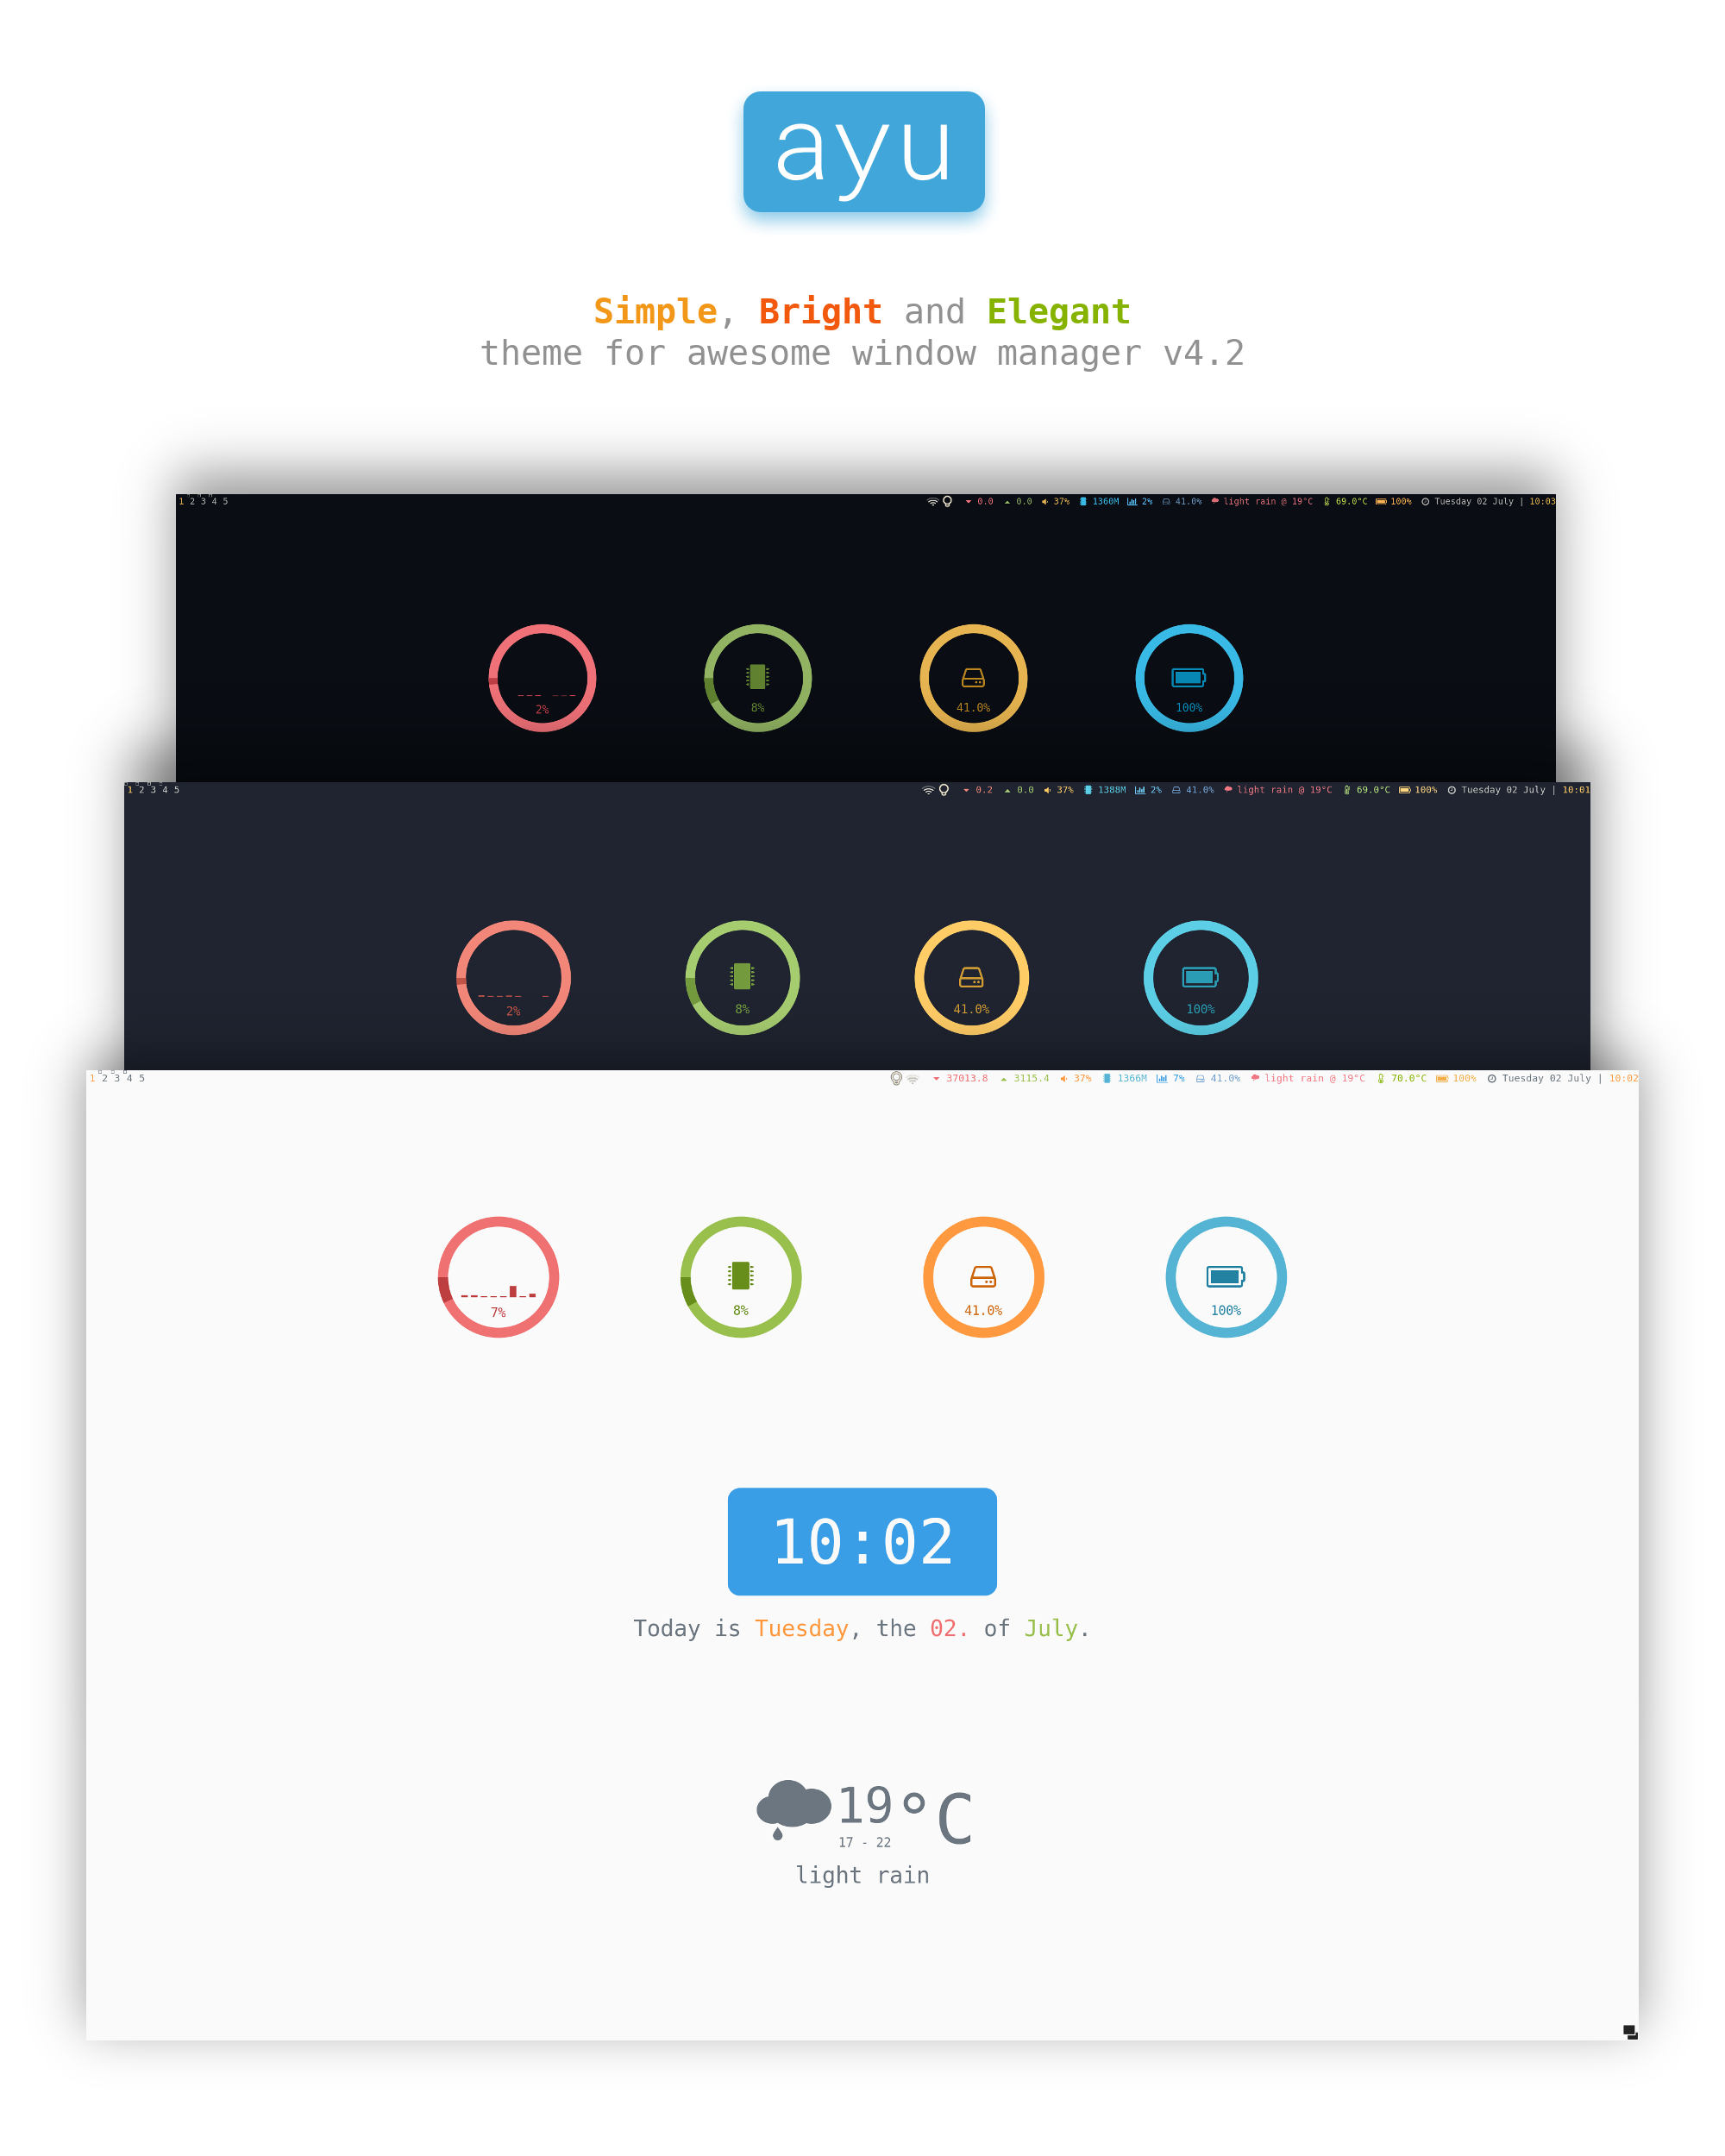 ayu
Simple, Bright and Elegant
theme for awesome window manager v4.2
1 2 3 4 5 0.0 0.0 37% 1360M 2% 41.0% light rain @ 19°C 69.0°C 100% Tuesday 02 July | 10:03
2% 8% 41.0% 100%
1 2 3 4 5 0.2 0.0 37% 1388M 2% 41.0% light rain @ 19°C 69.0°C 100% Tuesday 02 July | 10:01
2% 8% 41.0% 100%
1 2 3 4 5 37013.8 3115.4 37% 1366M 7% 41.0% light rain @ 19°C 70.0°C 100% Tuesday 02 July | 10:02
7% 8% 41.0% 100%
10:02
Today is Tuesday, the 02. of July.
19°C
17 - 22
light rain